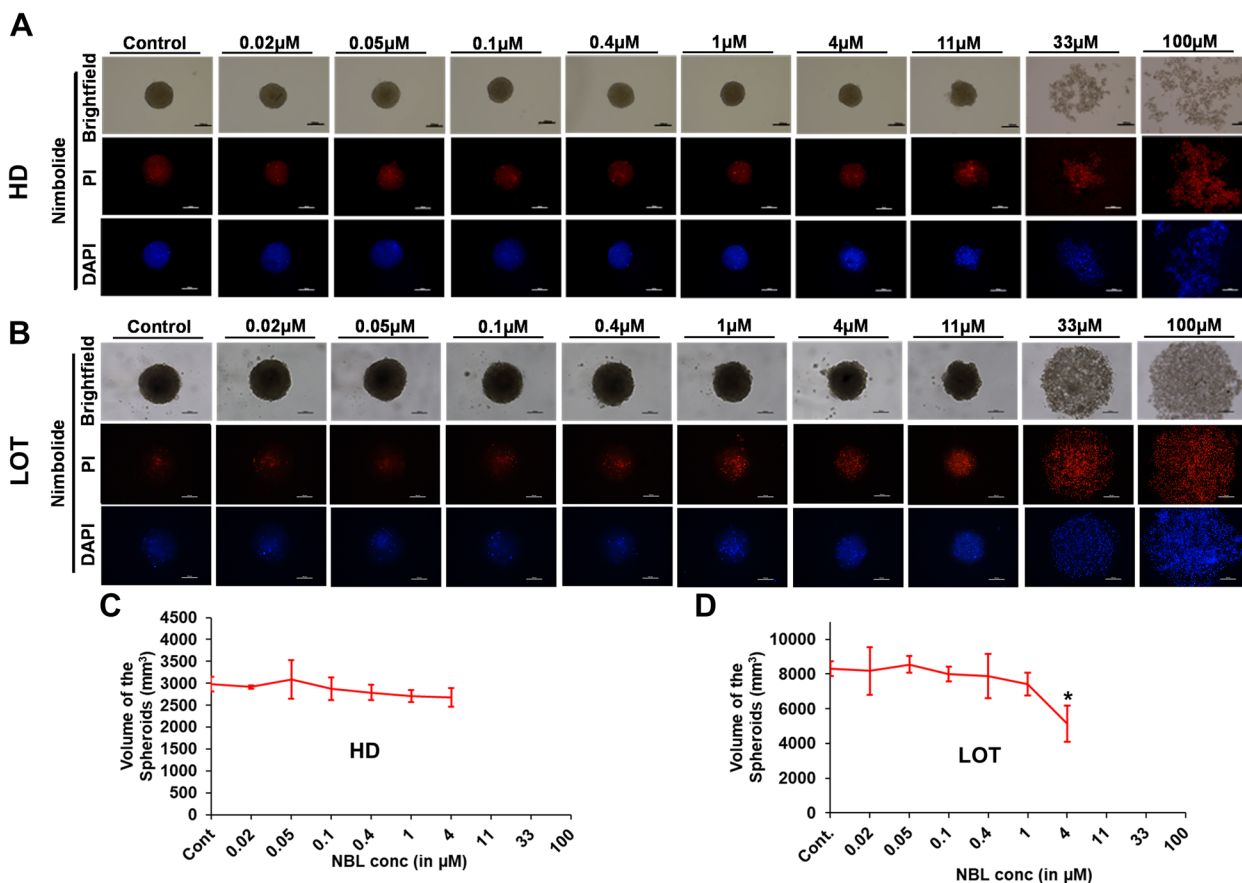 A
Control 0.02µM 0.05µM 0.1µM 0.4µM 1µM 4µM 11µM 33µM 100µM
HD
Nimbolide
Brightfield
PI
DAPI
B
Control 0.02µM 0.05µM 0.1µM 0.4µM 1µM 4µM 11µM 33µM 100µM
LOT
Nimbolide
Brightfield
PI
DAPI
C
Volume of the
Spheroids (mm³)
4500
4000
3500
3000
2500
2000
1500
1000
500
0
HD
Cont 0.02 0.05 0.1 0.4 1 4 11 33 100
NBL conc (in µM)
D
Volume of the
Spheroids (mm³)
10000
8000
6000
4000
2000
0
*
LOT
Cont. 0.02 0.05 0.1 0.4 1 4 11 33 100
NBL conc (in µM)